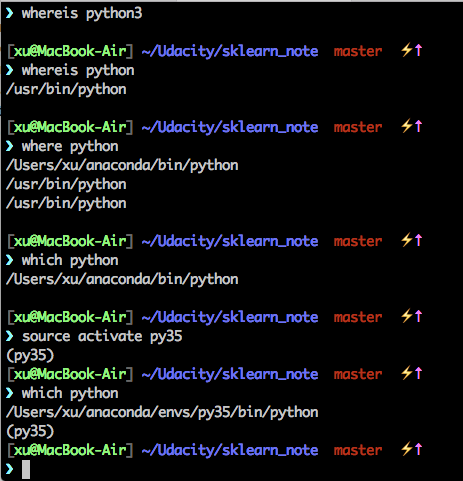 ❯ whereis python3
[xu@MacBook-Air] ~/Udacity/sklearn_note master ⚡↑
❯ whereis python
/usr/bin/python
[xu@MacBook-Air] ~/Udacity/sklearn_note master ⚡↑
❯ where python
/Users/xu/anaconda/bin/python
/usr/bin/python
/usr/bin/python
[xu@MacBook-Air] ~/Udacity/sklearn_note master ⚡↑
❯ which python
/Users/xu/anaconda/bin/python
[xu@MacBook-Air] ~/Udacity/sklearn_note master ⚡↑
❯ source activate py35
(py35)
[xu@MacBook-Air] ~/Udacity/sklearn_note master ⚡↑
❯ which python
/Users/xu/anaconda/envs/py35/bin/python
(py35)
[xu@MacBook-Air] ~/Udacity/sklearn_note master ⚡↑
❯